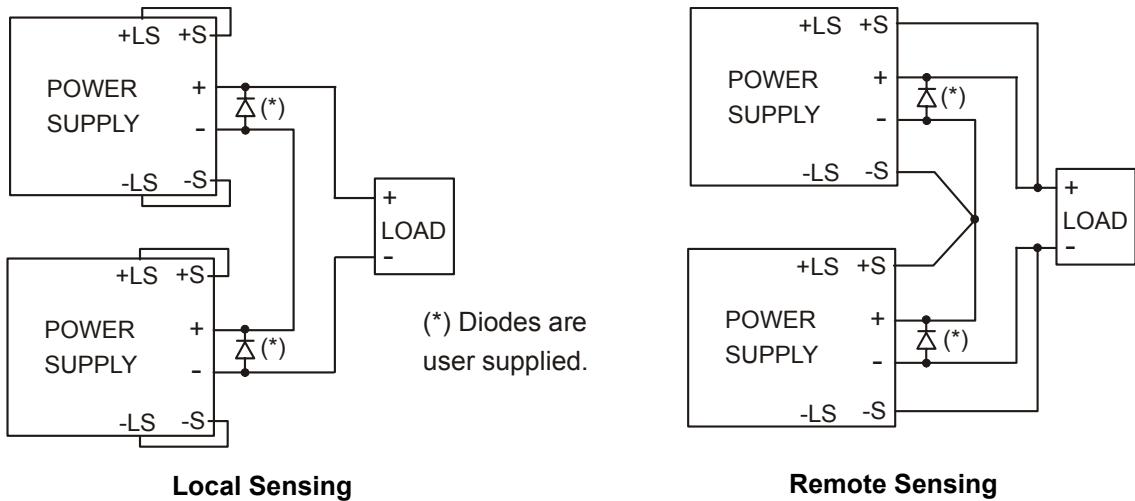 +LS +S
POWER
SUPPLY
+
(*)
-
-LS -S
+LS +S
POWER
SUPPLY
+
(*)
-
-LS -S
+
LOAD
-
(*) Diodes are
user supplied.
Local Sensing
+LS +S
POWER
SUPPLY
+
(*)
-
-LS -S
+LS +S
POWER
SUPPLY
+
(*)
-
-LS -S
+
LOAD
-
Remote Sensing